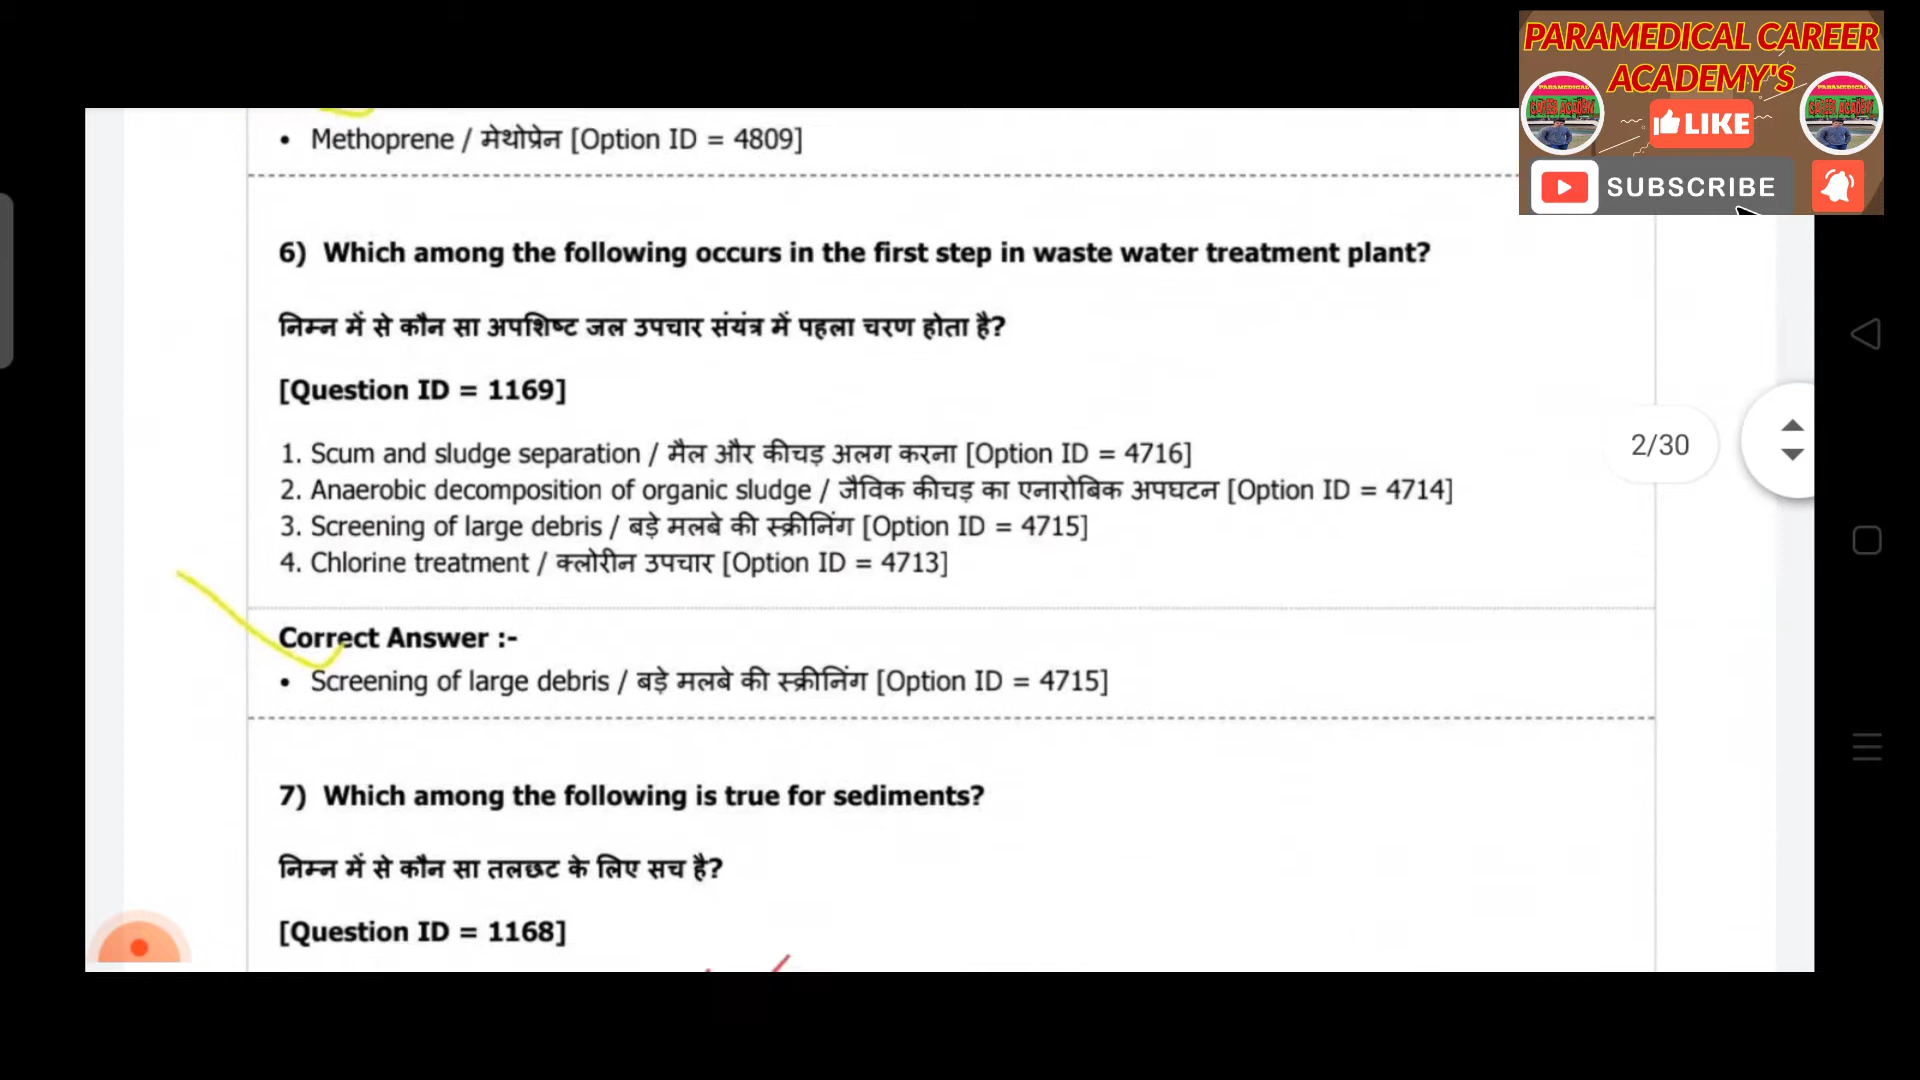 PARAMEDICAL CAREER
ACADEMY'S
LIKE
SUBSCRIBE
• Methoprene / मेथोप्रेन [Option ID = 4809]
6) Which among the following occurs in the first step in waste water treatment plant?
निम्न में से कौन सा अपशिष्ट जल उपचार संयंत्र में पहला चरण होता है?
[Question ID = 1169]
1. Scum and sludge separation / मैल और कीचड़ अलग करना [Option ID = 4716]
2. Anaerobic decomposition of organic sludge / जैविक कीचड़ का एनारोबिक अपघटन [Option ID = 4714]
3. Screening of large debris / बड़े मलबे की स्क्रीनिंग [Option ID = 4715]
4. Chlorine treatment / क्लोरीन उपचार [Option ID = 4713]
2/30
Correct Answer :-
• Screening of large debris / बड़े मलबे की स्क्रीनिंग [Option ID = 4715]
7) Which among the following is true for sediments?
निम्न में से कौन सा तलछट के लिए सच है?
[Question ID = 1168]